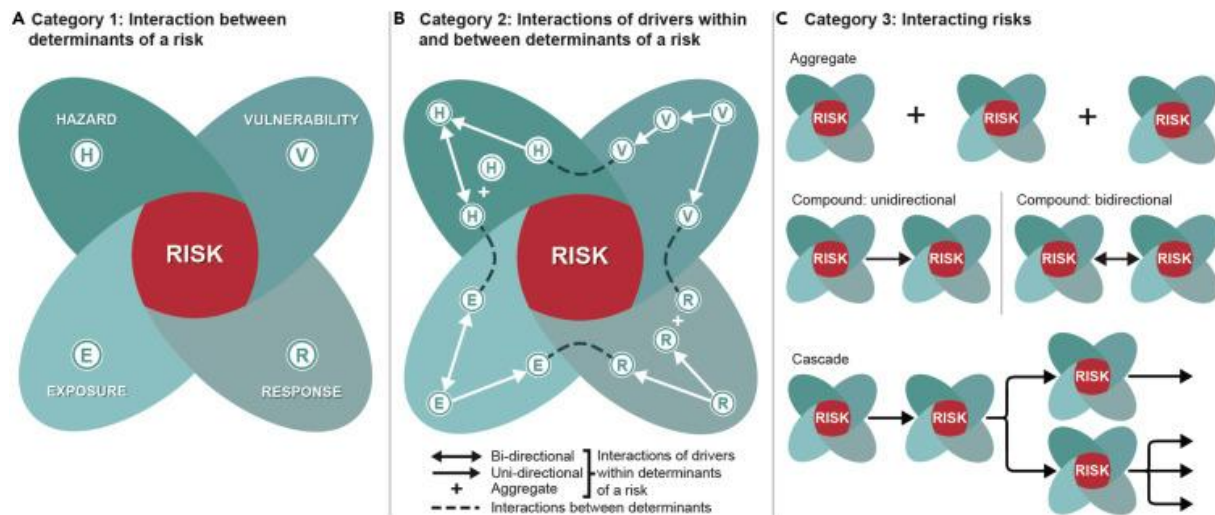 A Category 1: Interaction between
determinants of a risk
HAZARD
H
VULNERABILITY
V
RISK
E
EXPOSURE
R
RESPONSE
B Category 2: Interactions of drivers within
and between determinants of a risk
H
H
H
+
H
V
V
V
V
RISK
E
E
E
R
+
R
R
R
Bi-directional
Uni-directional
+ Aggregate
Interactions of drivers
within determinants
of a risk
Interactions between determinants
C Category 3: Interacting risks
Aggregate
RISK + RISK + RISK
Compound: unidirectional
RISK RISK
Compound: bidirectional
RISK RISK
Cascade
RISK RISK
RISK
RISK